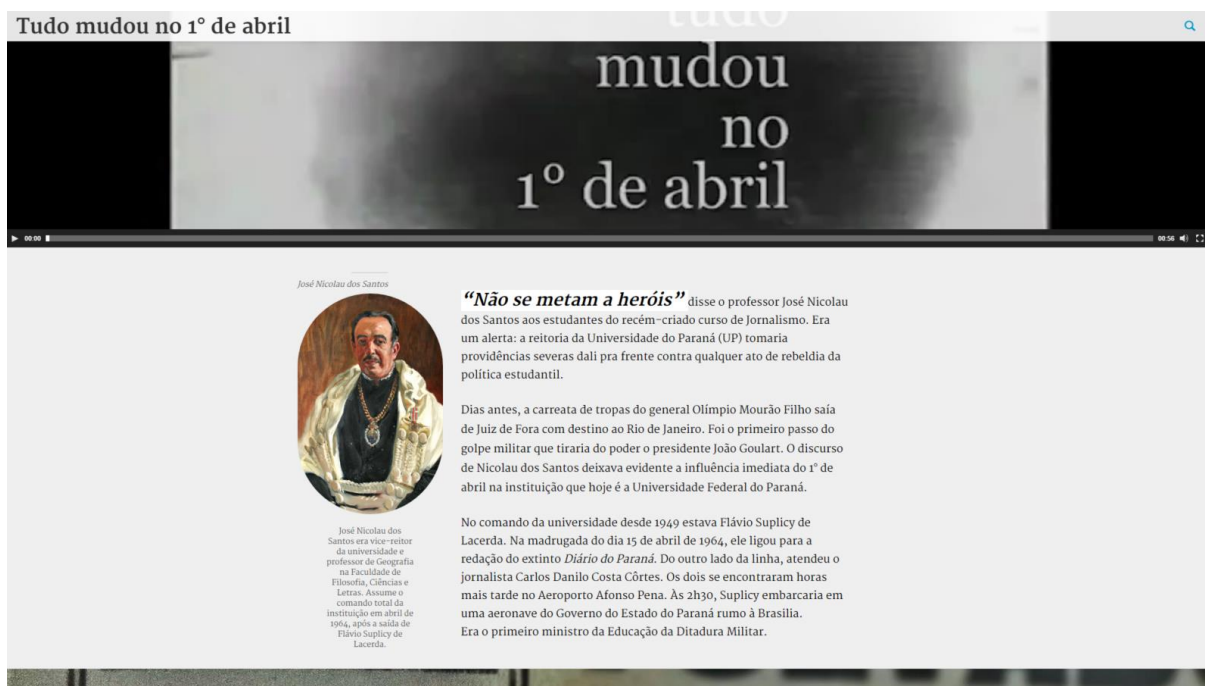 Tudo mudou no 1° de abril
tudo
mudou
no
1º de abril
00:00
00:56
José Nicolau dos Santos
José Nicolau dos
Santos era vice-reitor
da universidade e
professor de Geografia
na Faculdade de
Filosofia, Ciências e
Letras. Assume o
comando total da
instituição em abril de
1964, após a saída de
Flávio Suplicy de
Lacerda.
“Não se metam a heróis” disse o professor José Nicolau
dos Santos aos estudantes do recém-criado curso de Jornalismo. Era
um alerta: a reitoria da Universidade do Paraná (UP) tomaria
providências severas dali pra frente contra qualquer ato de rebeldia da
política estudantil.
Dias antes, a carreata de tropas do general Olímpio Mourão Filho saía
de Juiz de Fora com destino ao Rio de Janeiro. Foi o primeiro passo do
golpe militar que tiraria do poder o presidente João Goulart. O discurso
de Nicolau dos Santos deixava evidente a influência imediata do 1° de
abril na instituição que hoje é a Universidade Federal do Paraná.
No comando da universidade desde 1949 estava Flávio Suplicy de
Lacerda. Na madrugada do dia 15 de abril de 1964, ele ligou para a
redação do extinto Diário do Paraná. Do outro lado da linha, atendeu o
jornalista Carlos Danilo Costa Côrtes. Os dois se encontraram horas
mais tarde no Aeroporto Afonso Pena. Às 2h30, Suplicy embarcaria em
uma aeronave do Governo do Estado do Paraná rumo à Brasilia.
Era o primeiro ministro da Educação da Ditadura Militar.